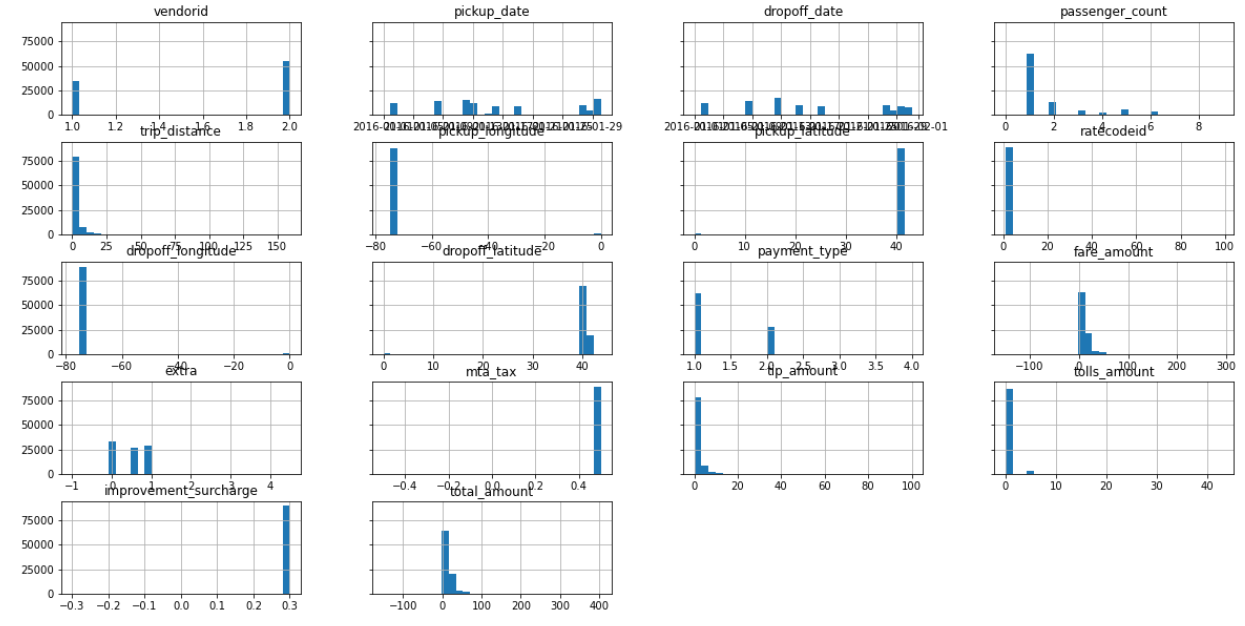 vendorid pickup_date dropoff_date passenger_count
75000
50000
25000
0
1.0 1.2 1.4 1.6 1.8 2.0
0 2 4 6 8
trip_distance pickup_longitude pickup_latitude ratecodeid
75000
50000
25000
0
0 25 50 75 100 125 150
−80 −60 −40 −20 0
0 10 20 30 40
0 20 40 60 80 100
dropoff_longitude dropoff_latitude payment_type fare_amount
75000
50000
25000
0
−80 −60 −40 −20 0
0 10 20 30 40
1.0 1.5 2.0 2.5 3.0 3.5 4.0
−100 0 100 200 300
extra mta_tax tip_amount tolls_amount
75000
50000
25000
0
−1 0 1 2 3 4
−0.4 −0.2 0.0 0.2 0.4
0 20 40 60 80 100
0 10 20 30 40
improvement_surcharge total_amount
75000
50000
25000
0
−0.3 −0.2 −0.1 0.0 0.1 0.2 0.3
−100 0 100 200 300 400